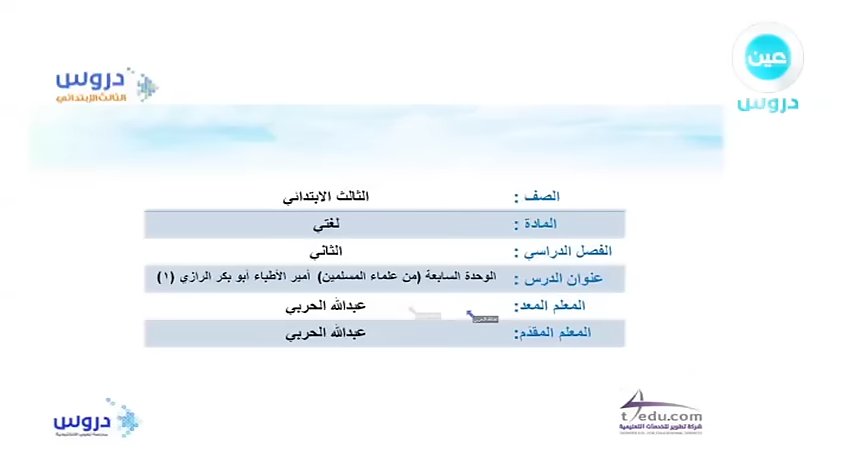 عين
دروس
دروس
الثالث الابتدائي
الصف : الثالث الابتدائي
المادة : لغتي
الفصل الدراسي : الثاني
عنوان الدرس : الوحدة السابعة (من علماء المسلمين) أمير الأطباء أبو بكر الرازي (١)
المعلم المعد: عبدالله الحربي
المعلم المقدم: عبدالله الحربي
t4edu.com
شركة تطوير للخدمات التعليمية
دروس